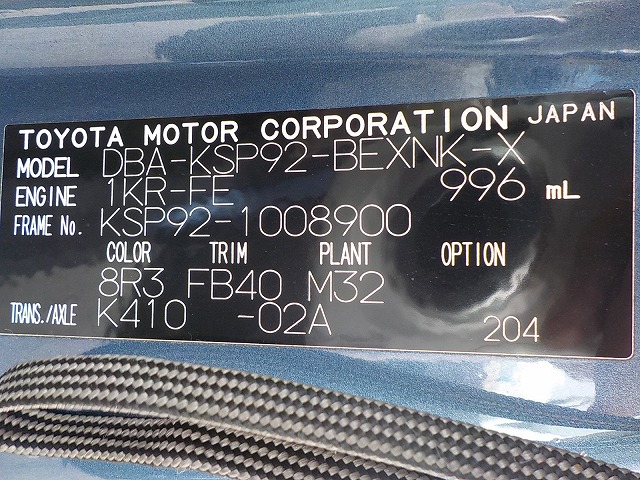 TOYOTA MOTOR CORPORATION JAPAN
MODEL DBA-KSP92-BEXNK-X
ENGINE 1KR-FE 996 mL
FRAME No. KSP92-1008900
COLOR TRIM PLANT OPTION
8R3 FB40 M32
TRANS./AXLE K410 -02A 204